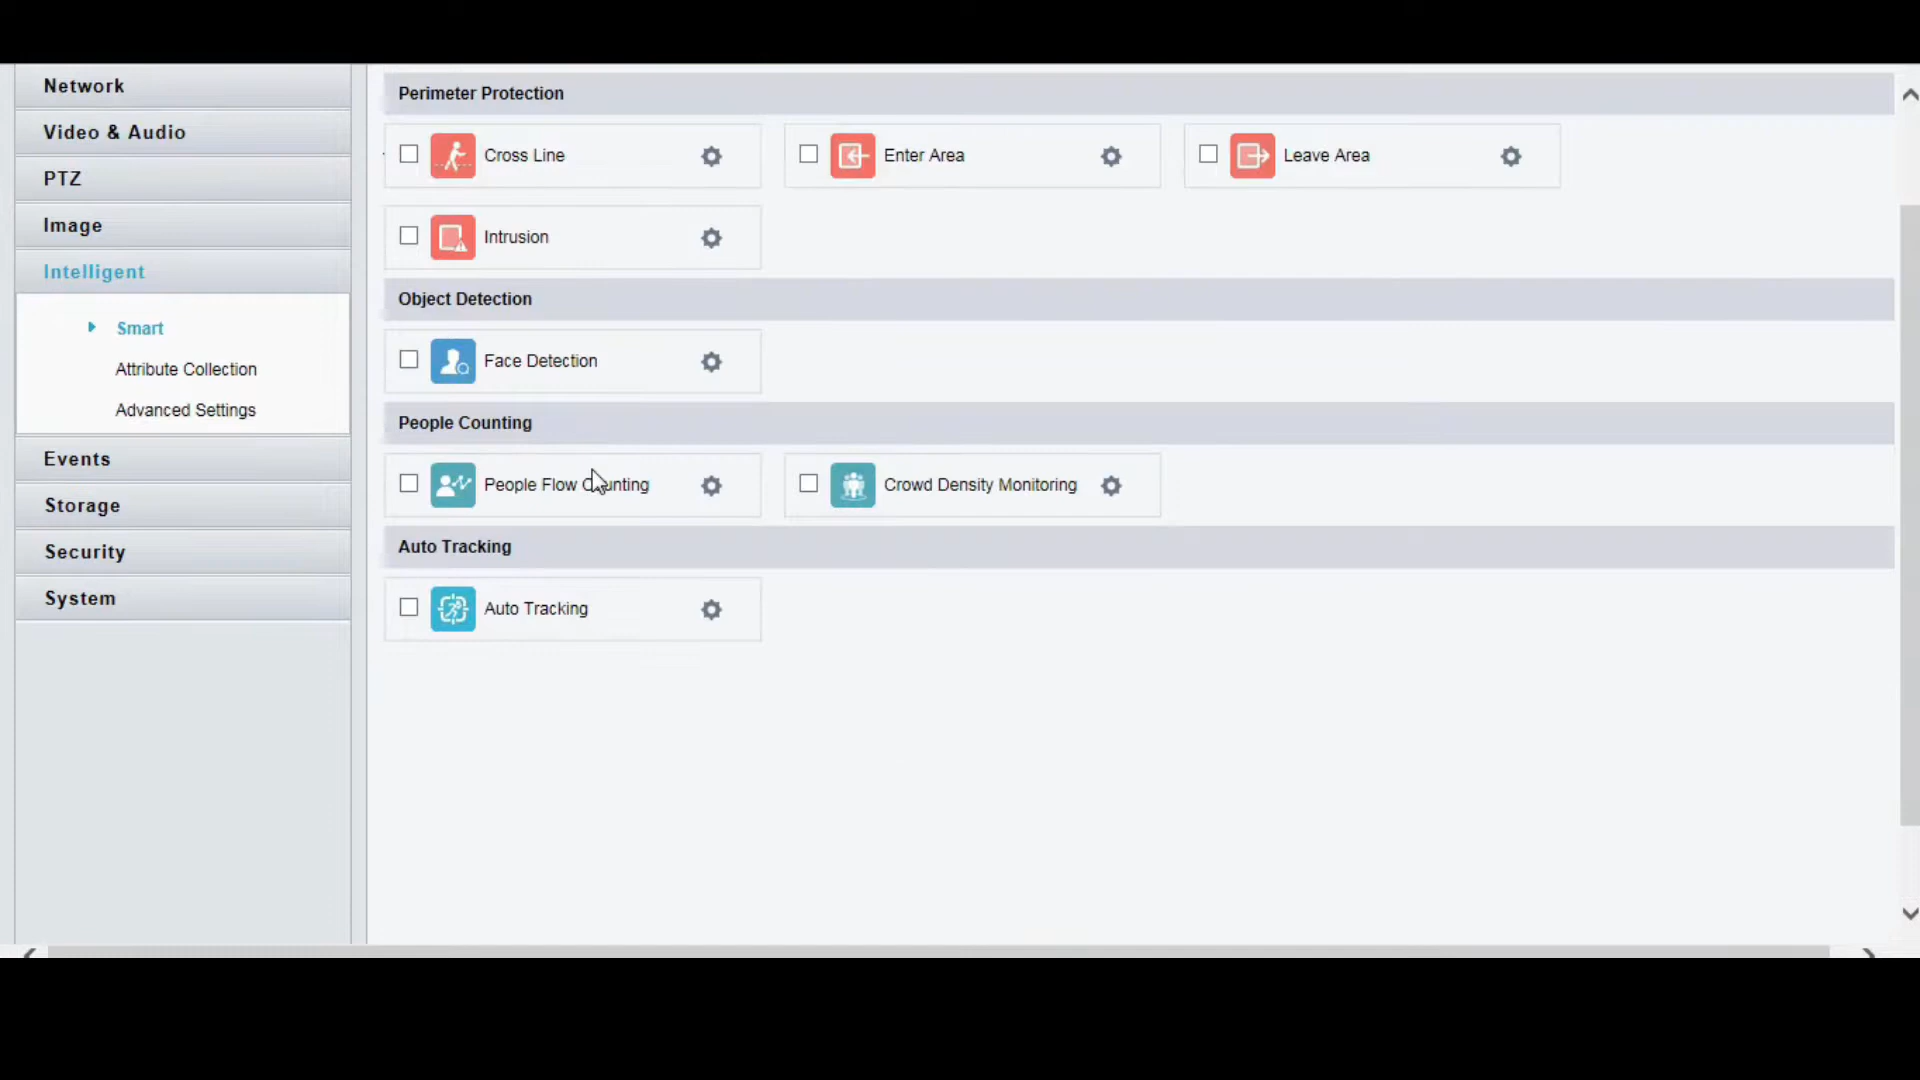 Network
Video & Audio
PTZ
Image
Intelligent
Smart
Attribute Collection
Advanced Settings
Events
Storage
Security
System
Perimeter Protection
Cross Line
Enter Area
Leave Area
Intrusion
Object Detection
Face Detection
People Counting
People Flow Counting
Crowd Density Monitoring
Auto Tracking
Auto Tracking